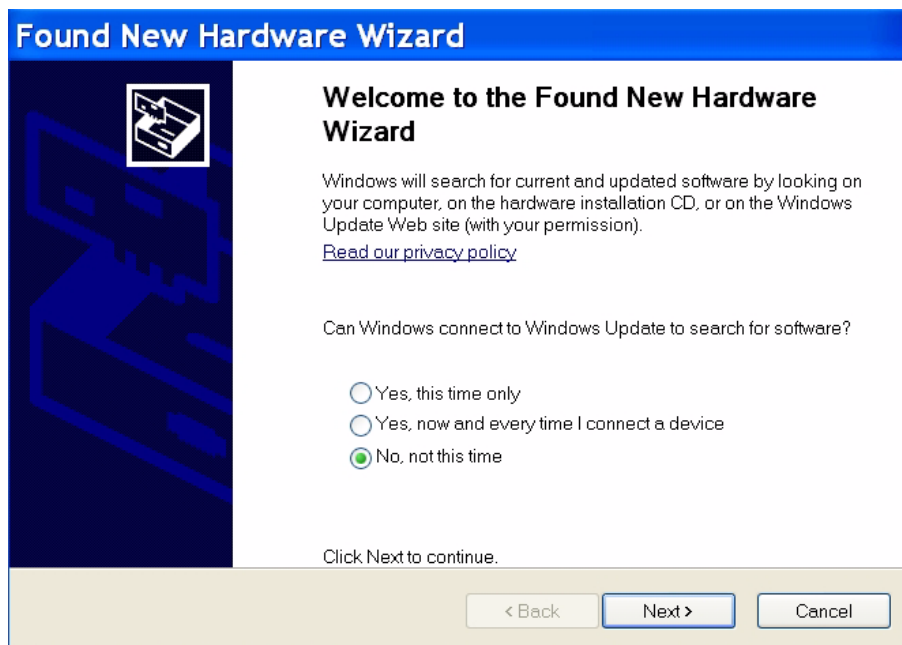 Found New Hardware Wizard
Welcome to the Found New Hardware
Wizard
Windows will search for current and updated software by looking on
your computer, on the hardware installation CD, or on the Windows
Update Web site (with your permission).
Read our privacy policy
Can Windows connect to Windows Update to search for software?
Yes, this time only
Yes, now and every time I connect a device
No, not this time
Click Next to continue.
< Back Next > Cancel